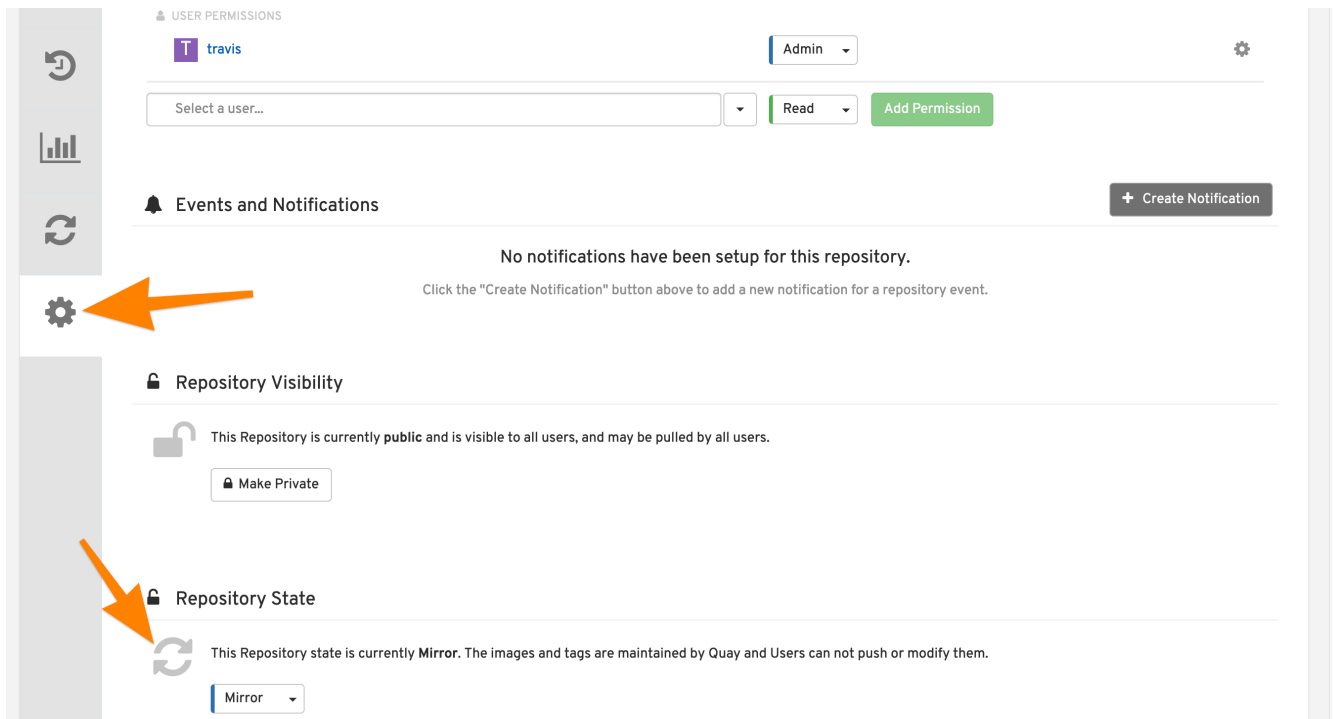 USER PERMISSIONS
T travis Admin
Select a user... Read Add Permission
Events and Notifications + Create Notification
No notifications have been setup for this repository.
Click the "Create Notification" button above to add a new notification for a repository event.
Repository Visibility
This Repository is currently public and is visible to all users, and may be pulled by all users.
Make Private
Repository State
This Repository state is currently Mirror. The images and tags are maintained by Quay and Users can not push or modify them.
Mirror